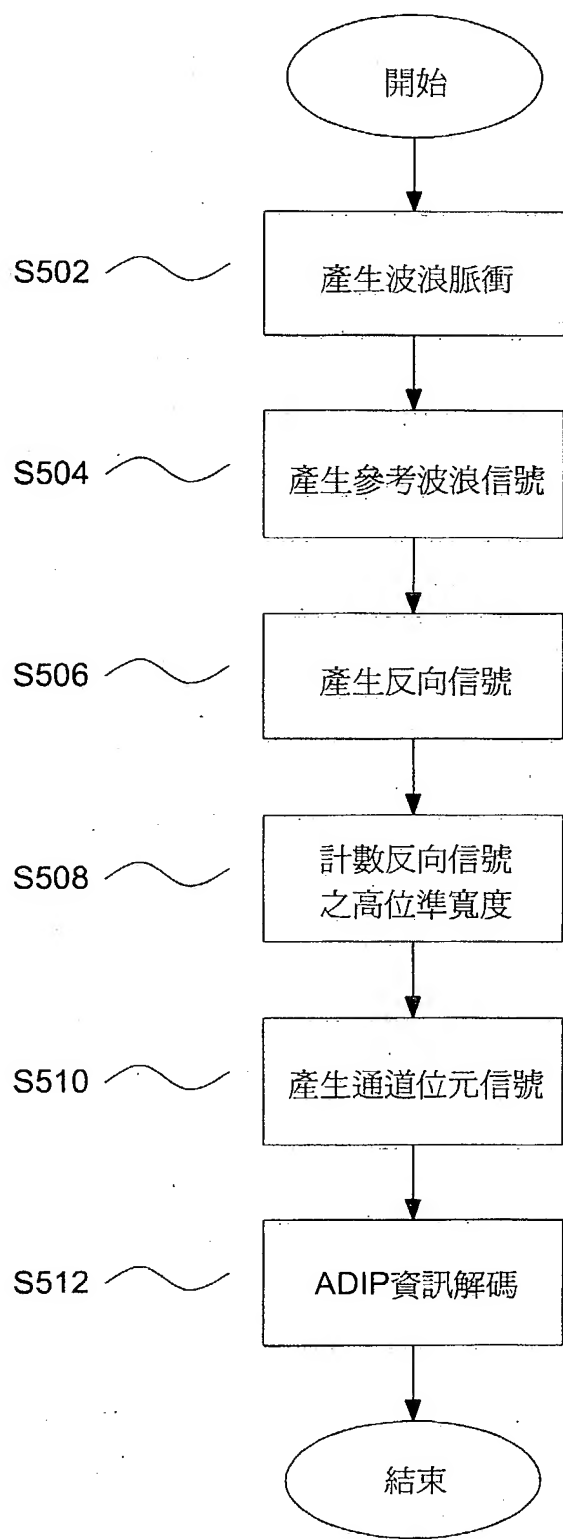 開始
S502
產生波浪脈衝
S504
產生參考波浪信號
S506
產生反向信號
S508
計數反向信號
之高位準寬度
S510
產生通道位元信號
S512
ADIP資訊解碼
結束